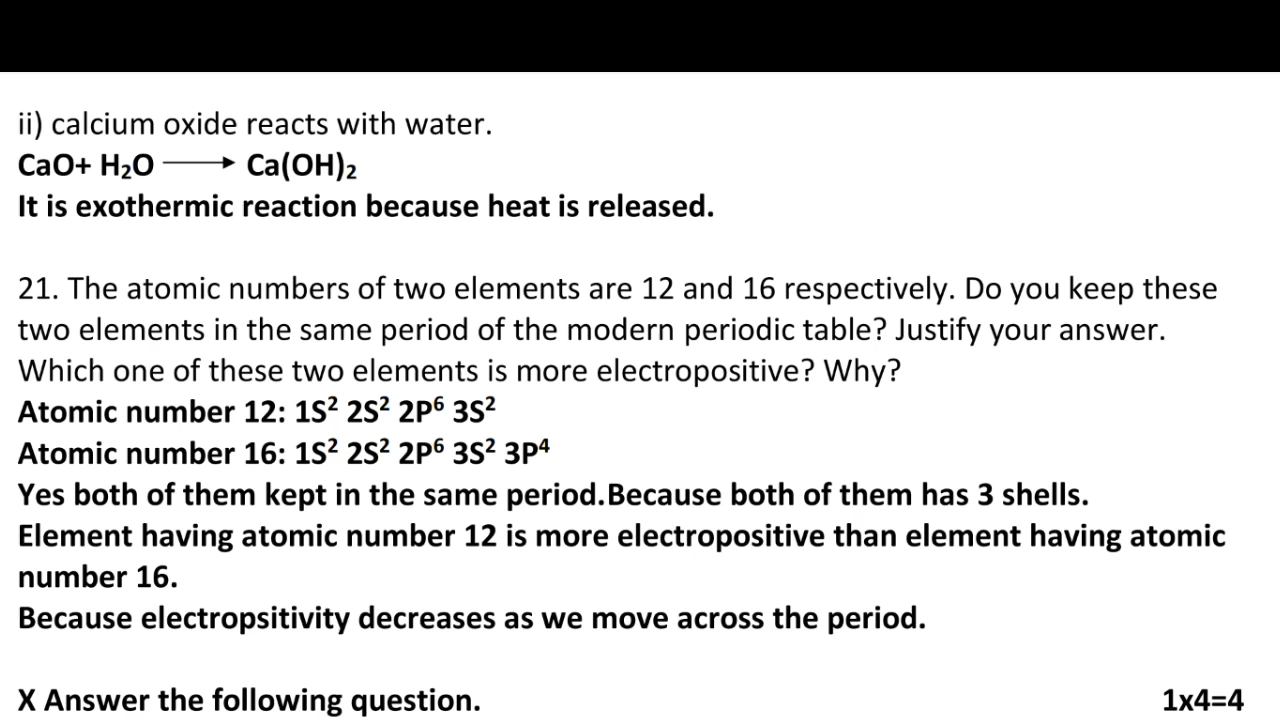 ii) calcium oxide reacts with water.
CaO+ H₂O ⟶ Ca(OH)₂
It is exothermic reaction because heat is released.
21. The atomic numbers of two elements are 12 and 16 respectively. Do you keep these
two elements in the same period of the modern periodic table? Justify your answer.
Which one of these two elements is more electropositive? Why?
Atomic number 12: 1S² 2S² 2P⁶ 3S²
Atomic number 16: 1S² 2S² 2P⁶ 3S² 3P⁴
Yes both of them kept in the same period.Because both of them has 3 shells.
Element having atomic number 12 is more electropositive than element having atomic
number 16.
Because electropsitivity decreases as we move across the period.
X Answer the following question. 1x4=4